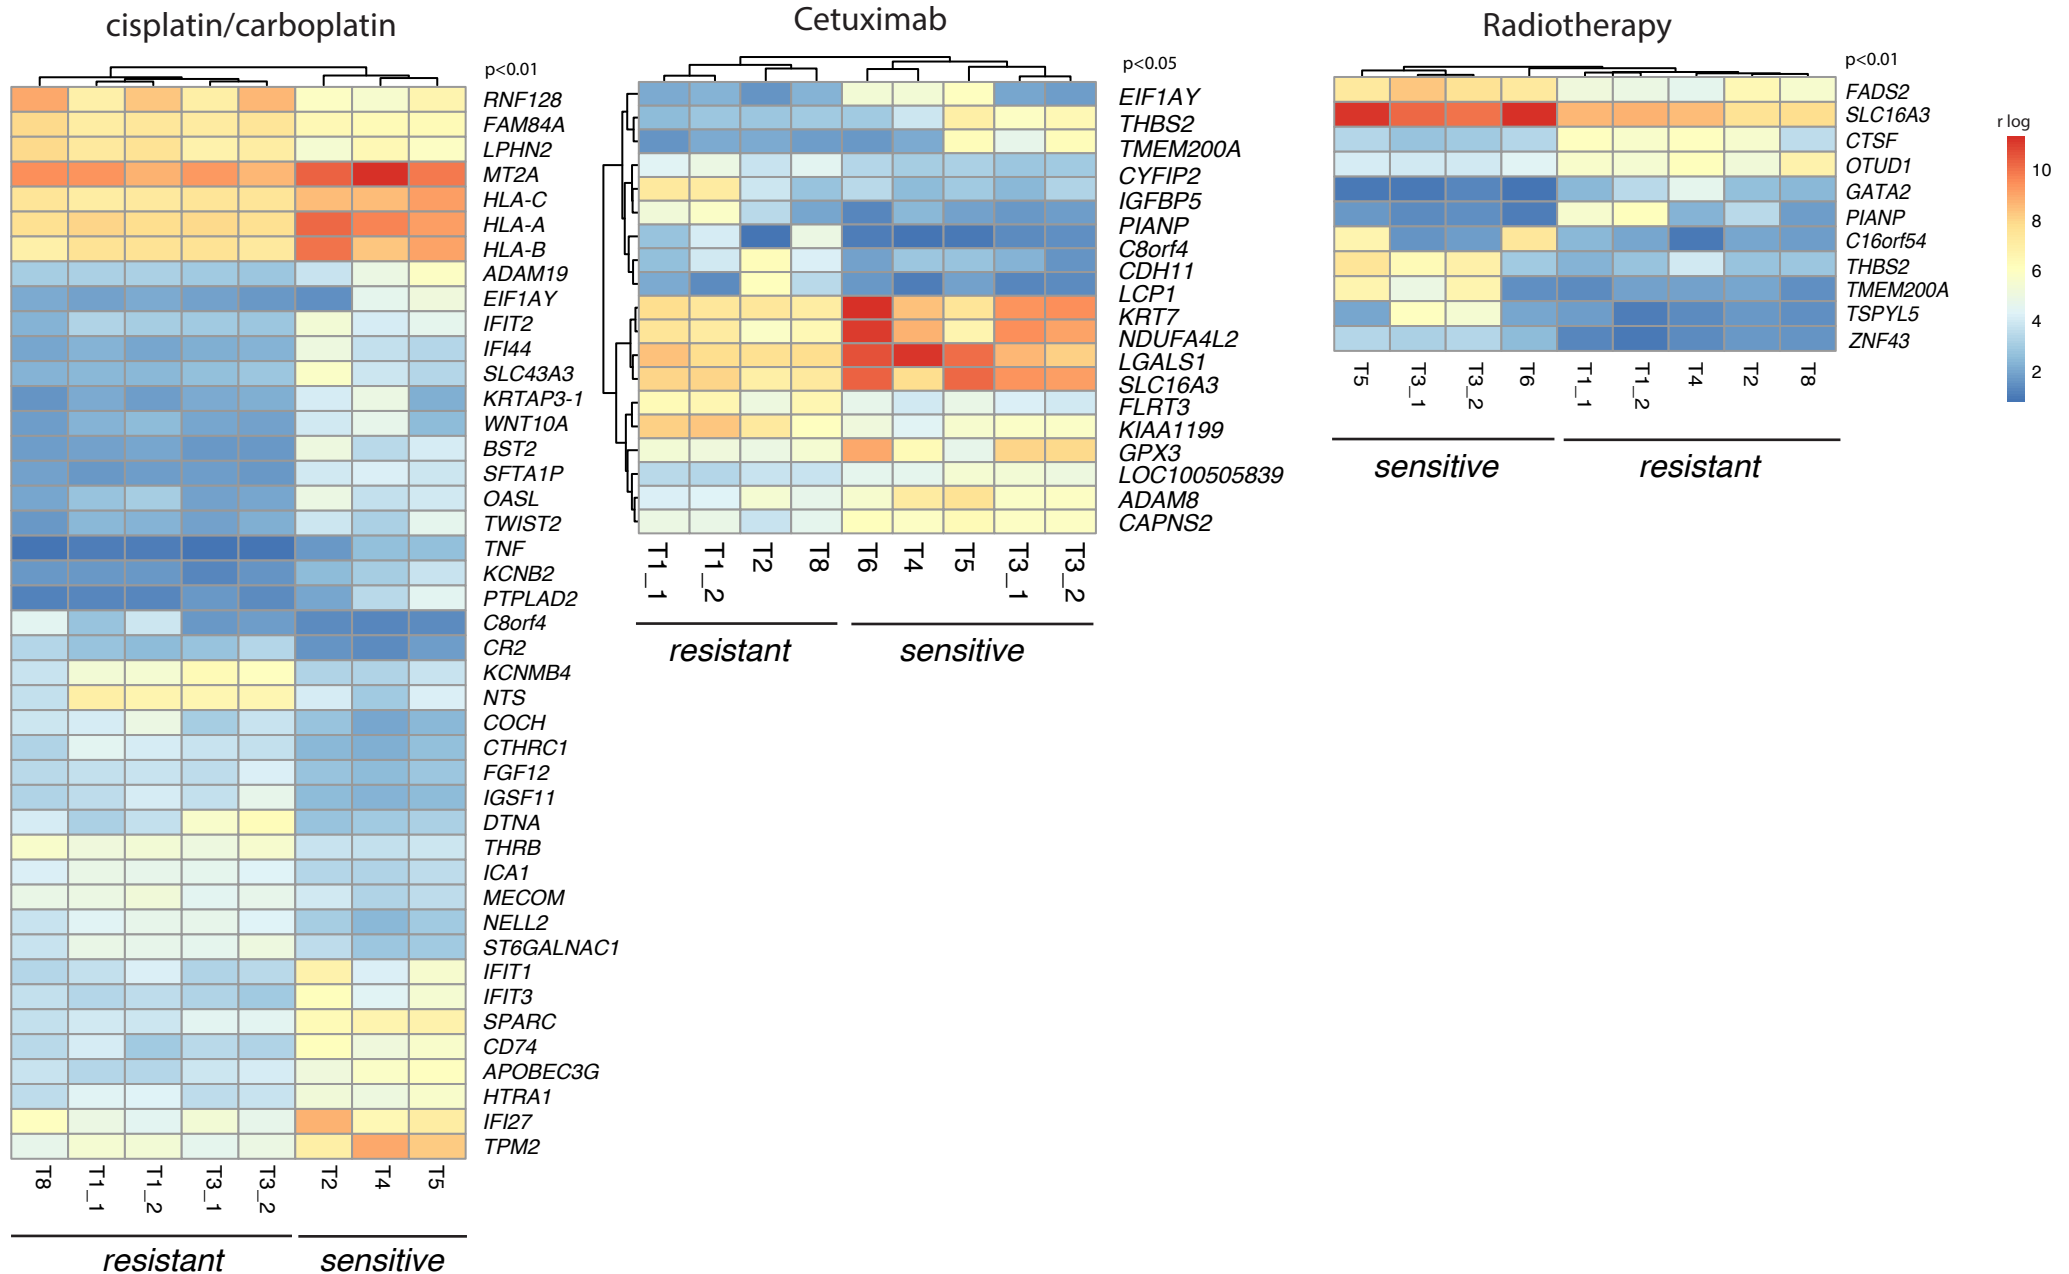 cisplatin/carboplatin
p<0.01
RNF128
FAM84A
LPHN2
MT2A
HLA-C
HLA-A
HLA-B
ADAM19
EIF1AY
IFIT2
IFI44
SLC43A3
KRTAP3-1
WNT10A
BST2
SFTA1P
OASL
TWIST2
TNF
KCNB2
PTPLAD2
C8orf4
CR2
KCNMB4
NTS
COCH
CTHRC1
FGF12
IGSF11
DTNA
THRB
ICA1
MECOM
NELL2
ST6GALNAC1
IFIT1
IFIT3
SPARC
CD74
APOBEC3G
HTRA1
IFI27
TPM2
T8 T1_1 T1_2 T3_1 T3_2 T2 T4 T5
resistant sensitive
Cetuximab
p<0.05
EIF1AY
THBS2
TMEM200A
CYFIP2
IGFBP5
PIANP
C8orf4
CDH11
LCP1
KRT7
NDUFA4L2
LGALS1
SLC16A3
FLRT3
KIAA1199
GPX3
LOC100505839
ADAM8
CAPNS2
T1_1 T1_2 T2 T8 T6 T4 T5 T3_1 T3_2
resistant sensitive
Radiotherapy
p<0.01
FADS2
SLC16A3
CTSF
OTUD1
GATA2
PIANP
C16orf54
THBS2
TMEM200A
TSPYL5
ZNF43
T5 T3_1 T3_2 T6 T1_1 T1_2 T4 T2 T8
sensitive resistant
r log
10
8
6
4
2